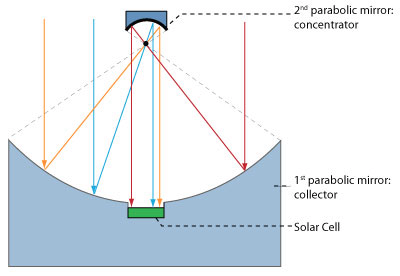 2nd parabolic mirror:
concentrator
1st parabolic mirror:
collector
Solar Cell